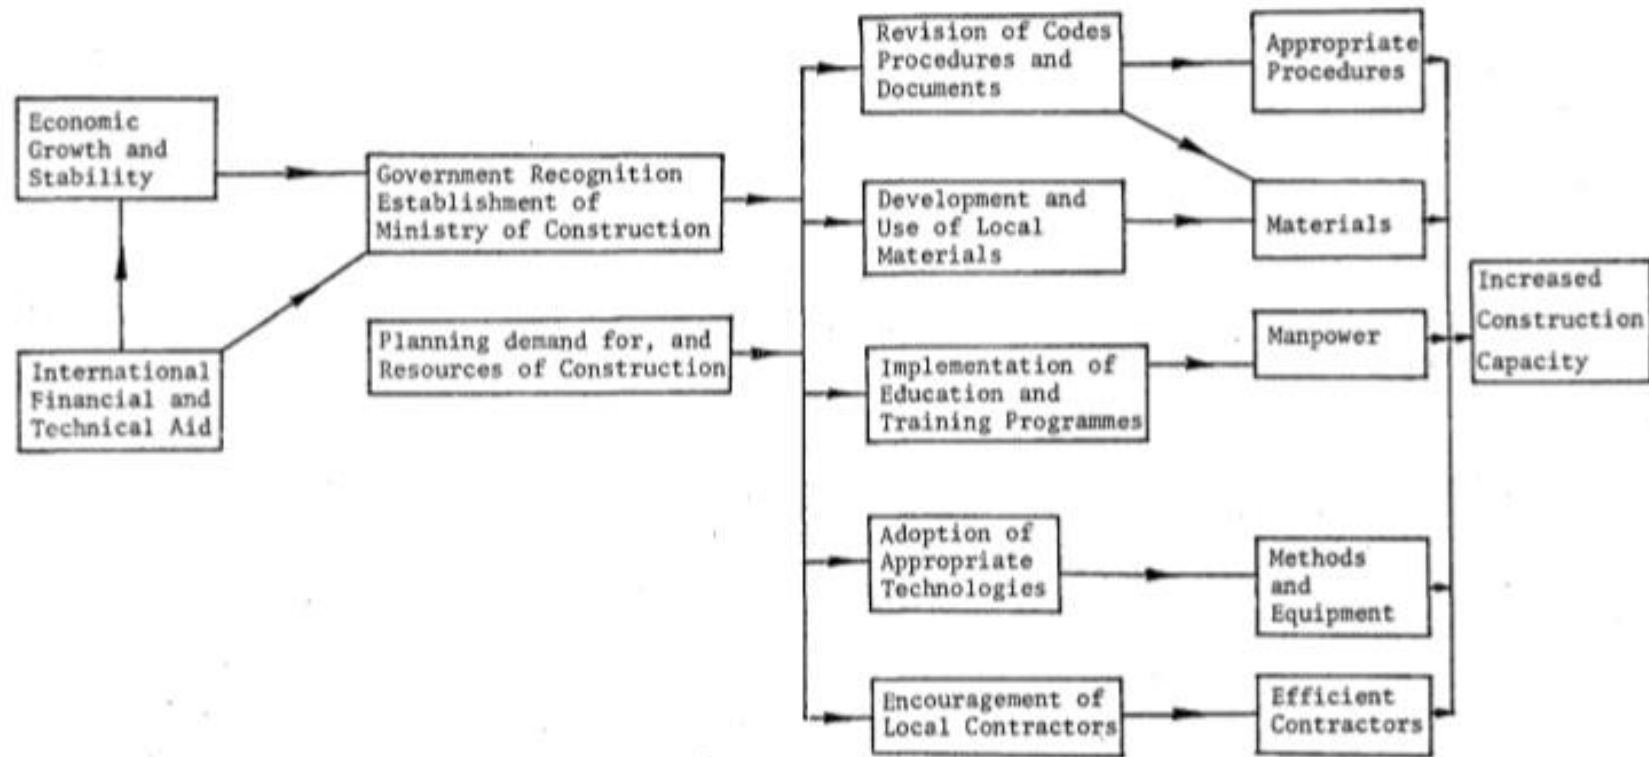 Economic
Growth and
Stability
International
Financial and
Technical Aid
Government Recognition
Establishment of
Ministry of Construction
Planning demand for, and
Resources of Construction
Revision of Codes
Procedures and
Documents
Development and
Use of Local
Materials
Implementation of
Education and
Training Programmes
Adoption of
Appropriate
Technologies
Encouragement of
Local Contractors
Appropriate
Procedures
Materials
Manpower
Methods
and
Equipment
Efficient
Contractors
Increased
Construction
Capacity